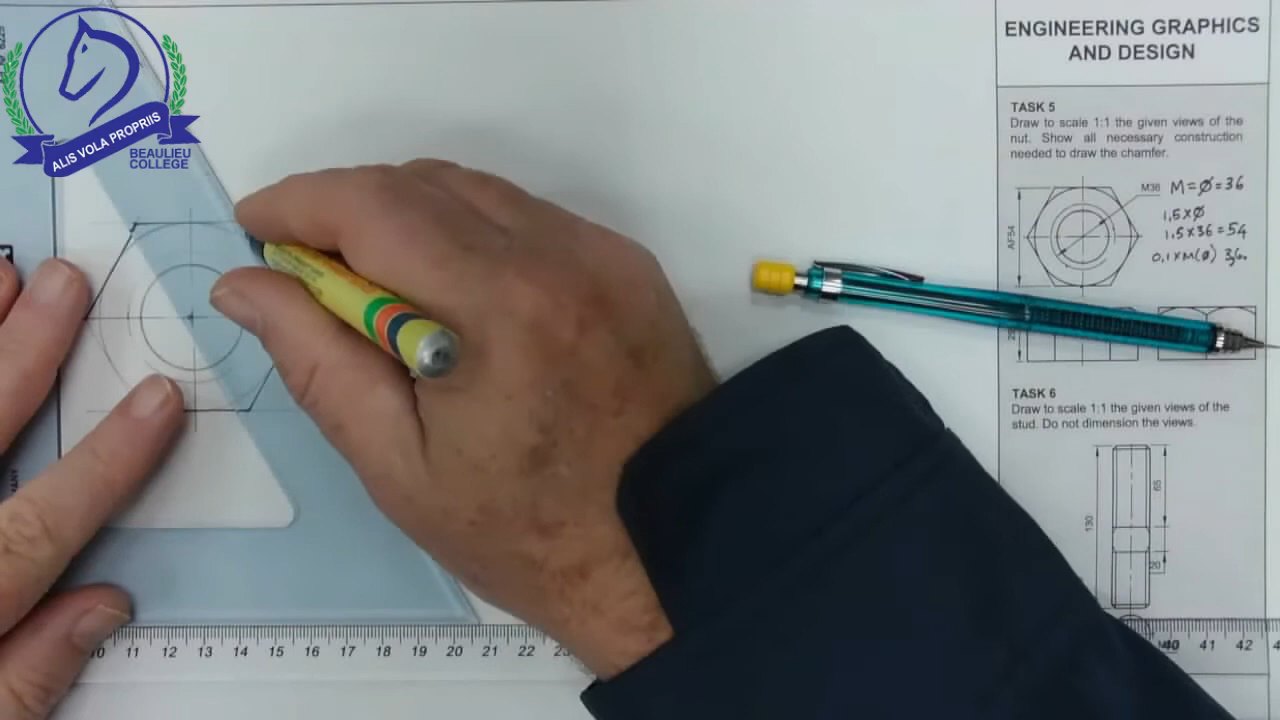 ALIS VOLA PROPRIIS
BEAULIEU
COLLEGE
ENGINEERING GRAPHICS
AND DESIGN
TASK 5
Draw to scale 1:1 the given views of the
nut. Show all necessary construction
needed to draw the chamfer.
M36 M=Ø=36
1,5×Ø
1.5×36=54
0,1×M(Ø) 3,6
AF54
TASK 6
Draw to scale 1:1 the given views of the
stud. Do not dimension the views.
65
130
20
10 11 12 13 14 15 16 17 18 19 20 21 22 40 41 42